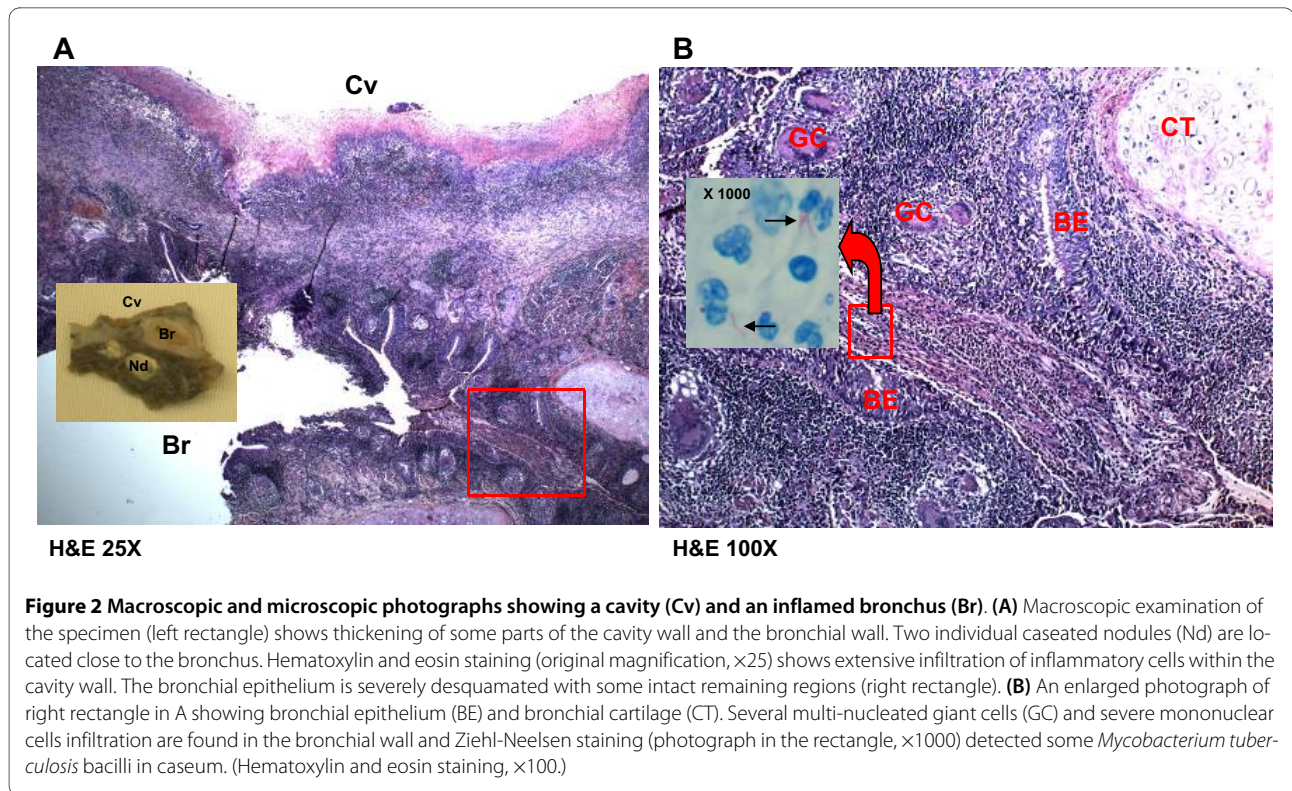 A
B
Cv
CT
GC
X 1000
GC
BE
Cv
Br
Nd
BE
Br
H&E 25X
H&E 100X
Figure 2 Macroscopic and microscopic photographs showing a cavity (Cv) and an inflamed bronchus (Br). (A) Macroscopic examination of
the specimen (left rectangle) shows thickening of some parts of the cavity wall and the bronchial wall. Two individual caseated nodules (Nd) are lo-
cated close to the bronchus. Hematoxylin and eosin staining (original magnification, ×25) shows extensive infiltration of inflammatory cells within the
cavity wall. The bronchial epithelium is severely desquamated with some intact remaining regions (right rectangle). (B) An enlarged photograph of
right rectangle in A showing bronchial epithelium (BE) and bronchial cartilage (CT). Several multi-nucleated giant cells (GC) and severe mononuclear
cells infiltration are found in the bronchial wall and Ziehl-Neelsen staining (photograph in the rectangle, ×1000) detected some Mycobacterium tuber-
culosis bacilli in caseum. (Hematoxylin and eosin staining, ×100.)